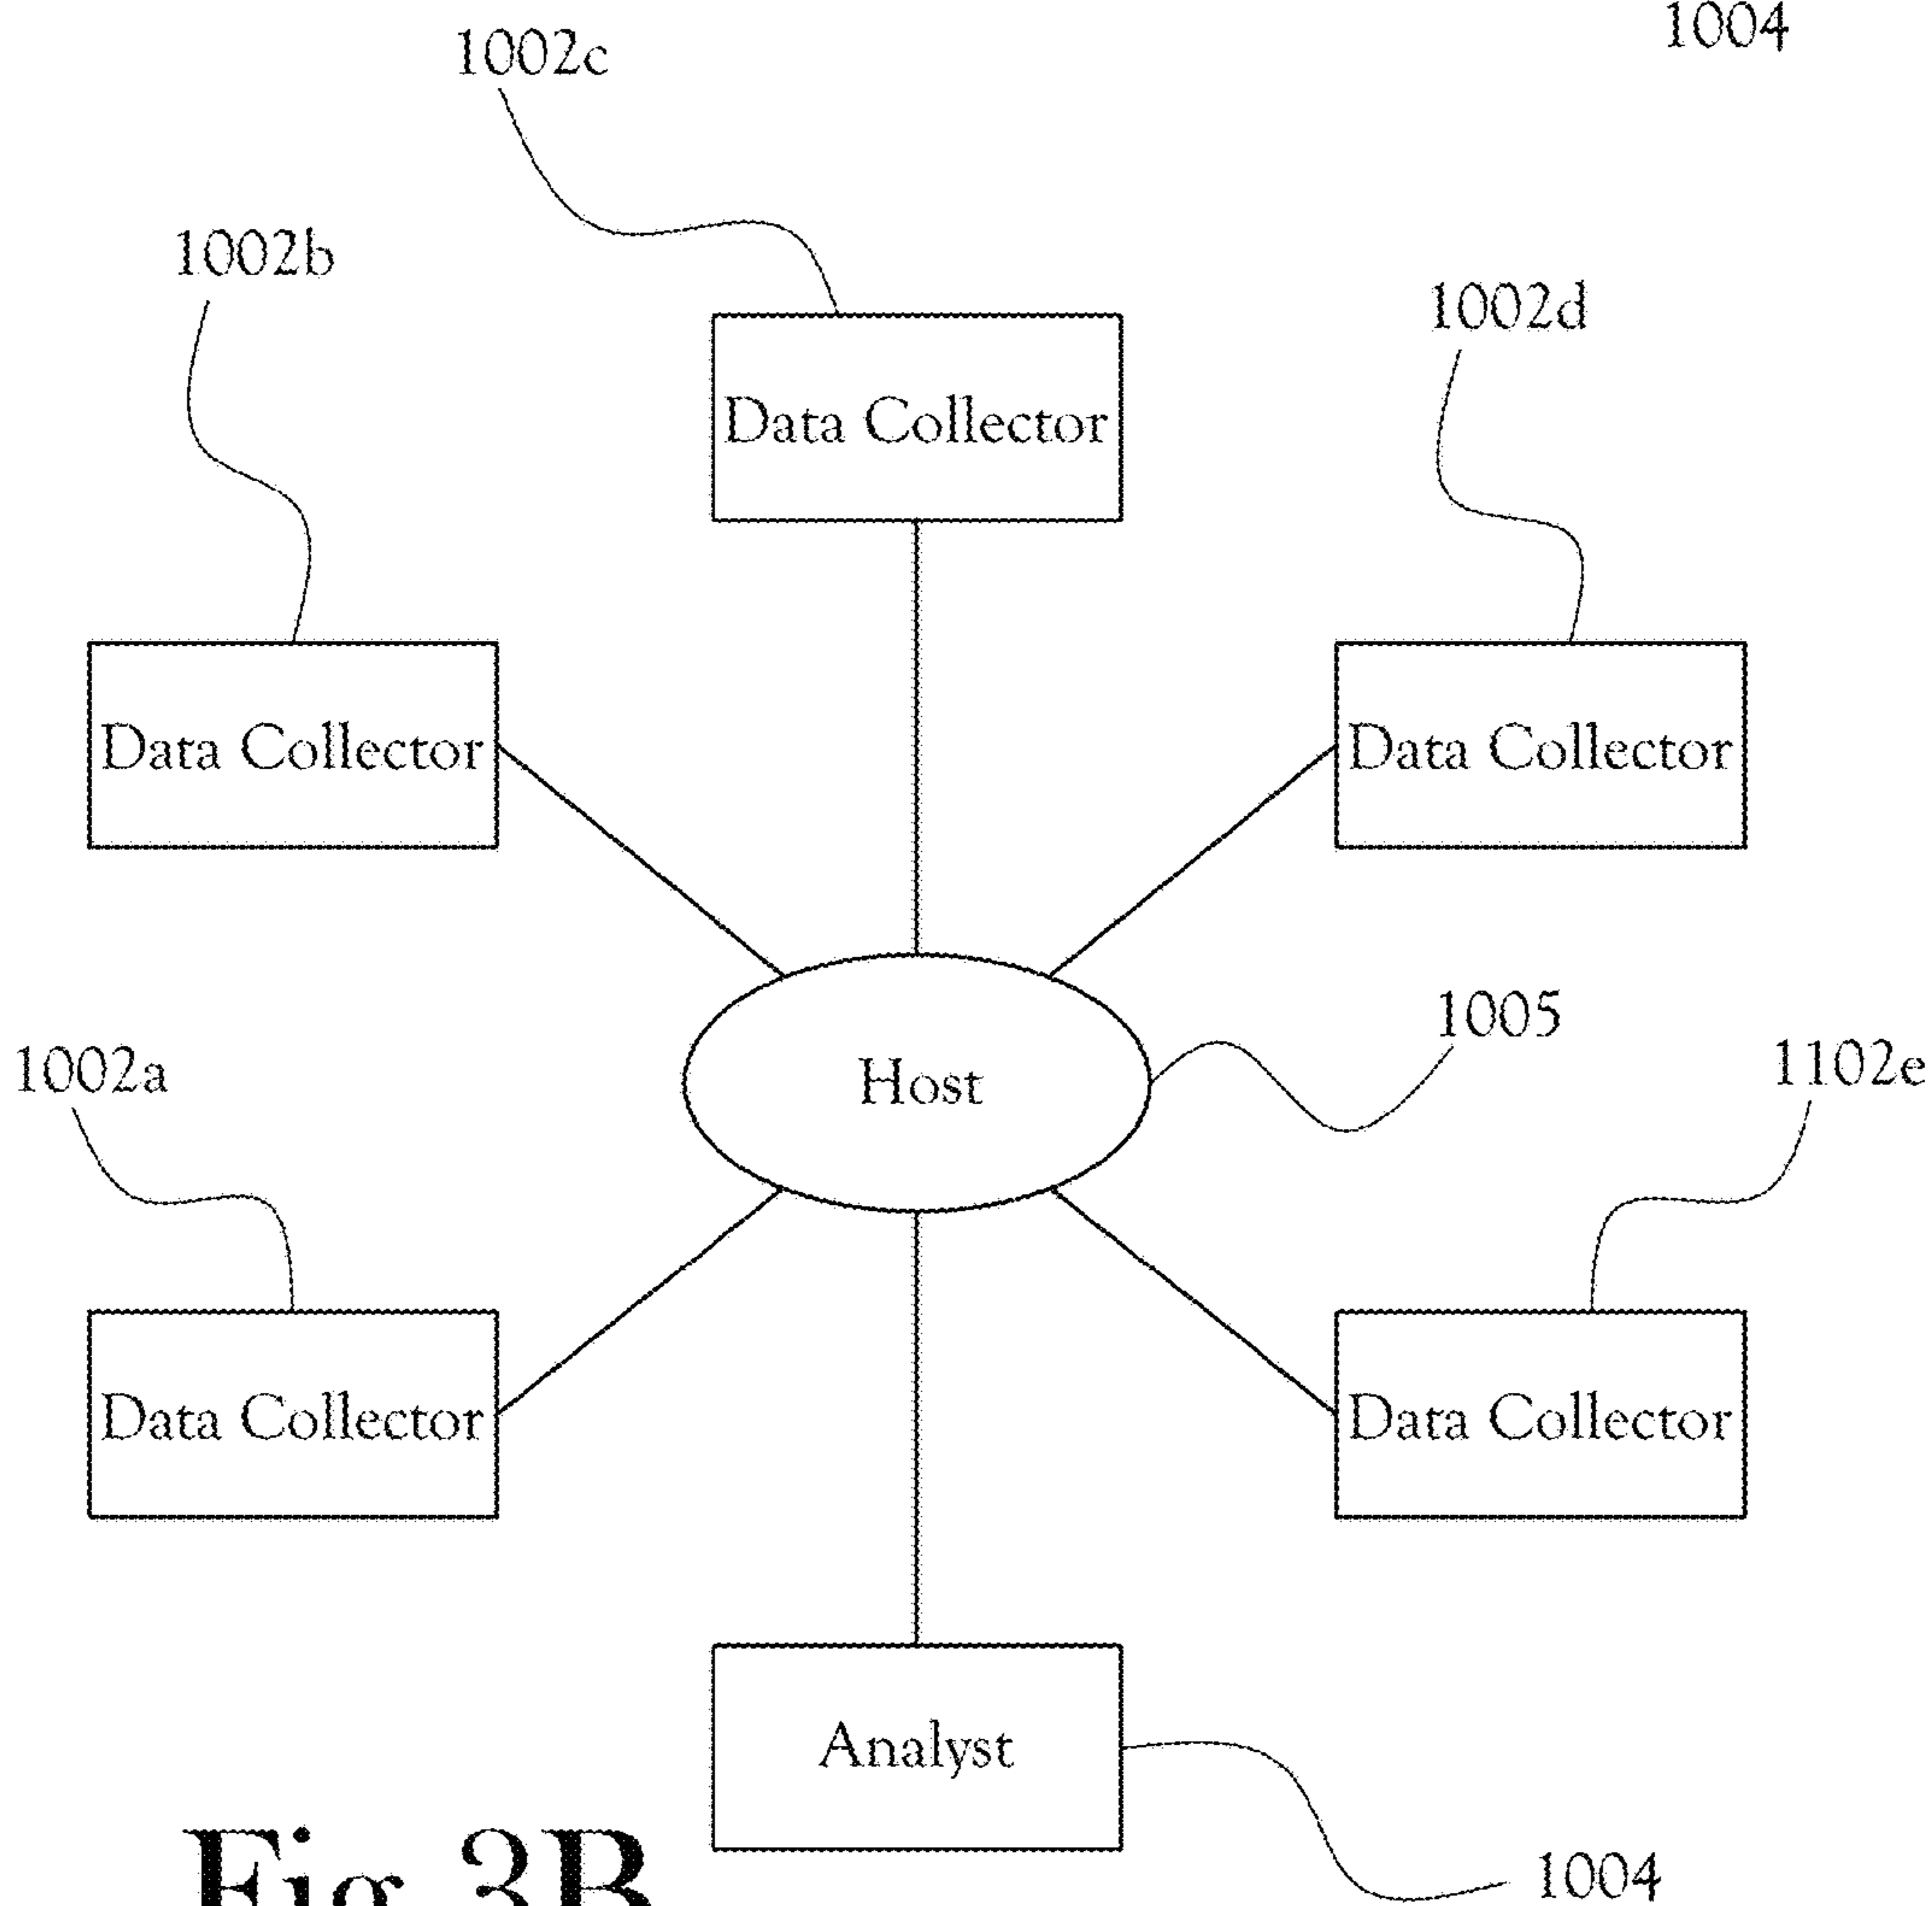 1004
1002c
1002b
1002d
Data Collector
Data Collector
Data Collector
1005
1102e
1002a
Host
Data Collector
Data Collector
Analyst
Fig 3B
1004